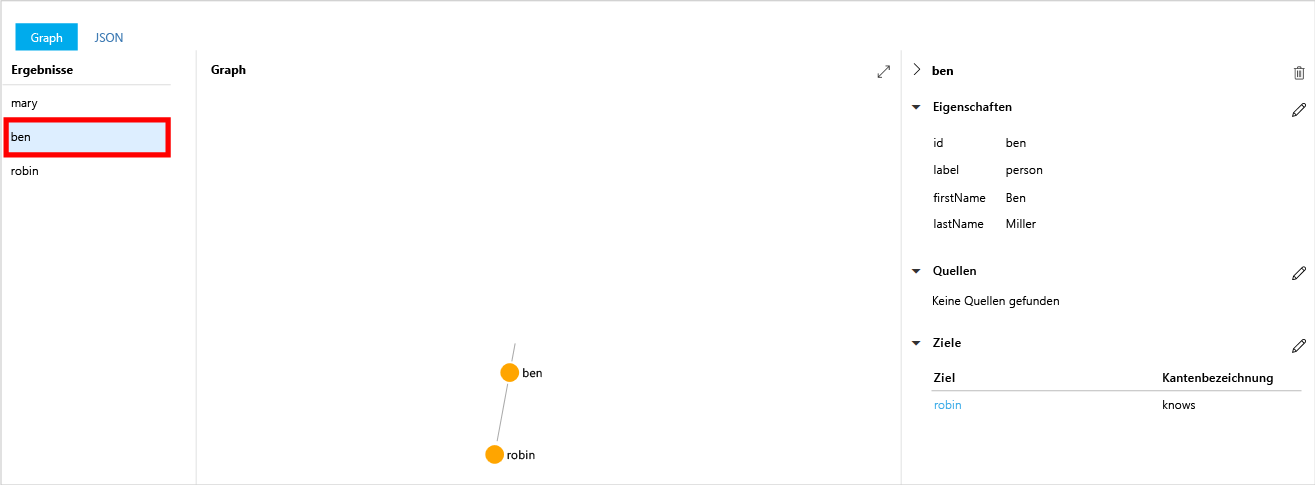 Graph JSON
Ergebnisse
mary
ben
robin
Graph
ben
robin
ben
Eigenschaften
id ben
label person
firstName Ben
lastName Miller
Quellen
Keine Quellen gefunden
Ziele
Ziel Kantenbezeichnung
robin knows